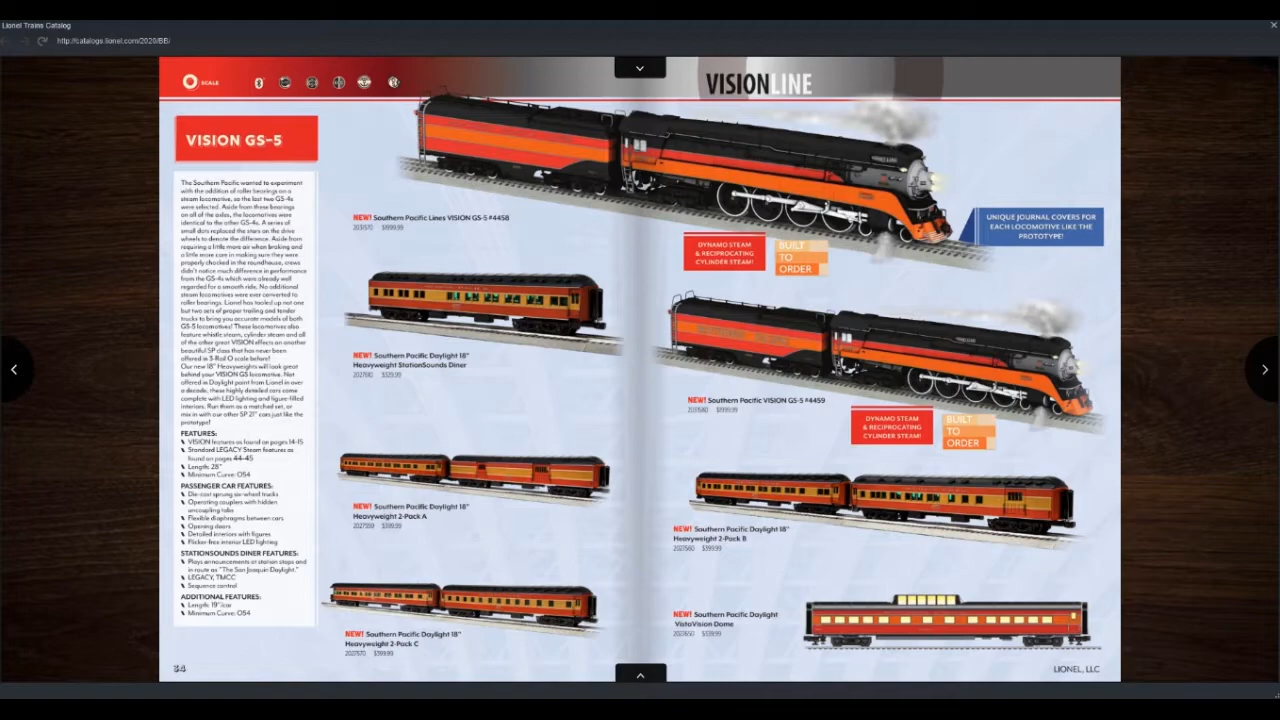 Lionel Trains Catalog
http://catalogs.lionel.com/2020/BB/
O SCALE
VISIONLINE
VISION GS-5
The Southern Pacific wanted to experiment
with the addition of roller bearings on a
steam locomotive, so the last two GS-4s
were selected. Aside from these bearings
on all of the axles, the locomotives were
identical to the other GS-4s. A series of
small dots replaced the stars on the drive
wheels to denote the difference. Aside from
requiring a little more air when braking and
a little more care in making sure they were
properly chocked in the roundhouse, crews
didn't notice much difference in performance
from the GS-4s which were already well
regarded for a smooth ride. No additional
steam locomotives were ever converted to
roller bearings. Lionel has tooled up not one
but two sets of proper trailing and tender
trucks to bring you accurate models of both
GS-5 locomotives! These locomotives also
feature whistle steam, cylinder steam and all
of the other great VISION effects on another
beautiful SP class that has never been
offered in 3-Rail O scale before!
Our new 18" Heavyweights will look great
behind your VISION GS locomotive. Not
offered in Daylight paint from Lionel in over
a decade, these highly detailed cars come
complete with LED lighting and figure-filled
interiors. Run them as a matched set, or
mix in with our other SP 21" cars just like the
prototype!
FEATURES:
VISION features as found on pages 14-15
Standard LEGACY Steam features as
found on pages 44-45
Length: 28"
Minimum Curve: O54
PASSENGER CAR FEATURES:
Die-cast sprung six-wheel trucks
Operating couplers with hidden
uncoupling tabs
Flexible diaphragms between cars
Opening doors
Detailed interiors with figures
Flicker-free interior LED lighting
STATIONSOUNDS DINER FEATURES:
Plays announcements at station stops and
in route as "The San Joaquin Daylight."
LEGACY, TMCC
Sequence control
ADDITIONAL FEATURES:
Length: 19"/car
Minimum Curve: O54
34
NEW! Southern Pacific Lines VISION GS-5 #4458
2031570 $1999.99
DYNAMO STEAM
& RECIPROCATING
CYLINDER STEAM!
BUILT
TO
ORDER
UNIQUE JOURNAL COVERS FOR
EACH LOCOMOTIVE LIKE THE
PROTOTYPE!
NEW! Southern Pacific Daylight 18"
Heavyweight StationSounds Diner
$329.99
NEW! Southern Pacific VISION GS-5 #4459
2031580 $1999.99
DYNAMO STEAM
& RECIPROCATING
CYLINDER STEAM!
BUILT
TO
ORDER
NEW! Southern Pacific Daylight 18"
Heavyweight 2-Pack A
2027550 $399.99
NEW! Southern Pacific Daylight 18"
Heavyweight 2-Pack B
2027560 $399.99
NEW! Southern Pacific Daylight 18"
Heavyweight 2-Pack C
2027570 $399.99
NEW! Southern Pacific Daylight
VistaVision Dome
2027650 $339.99
LIONEL, LLC